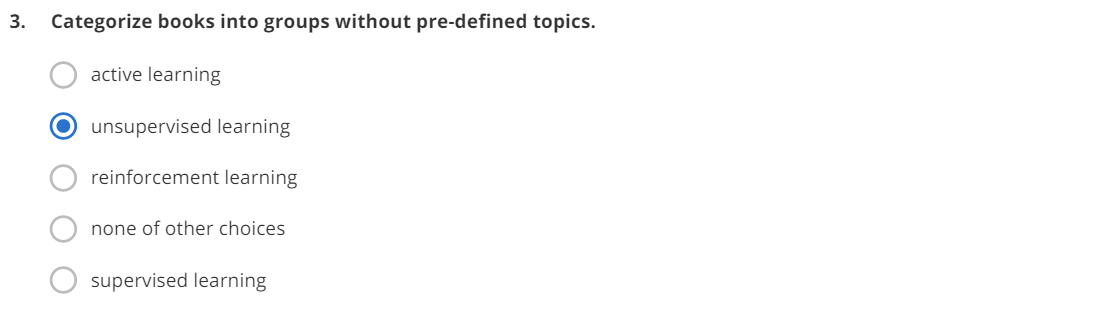 3. Categorize books into groups without pre-defined topics.
active learning
unsupervised learning
reinforcement learning
none of other choices
supervised learning